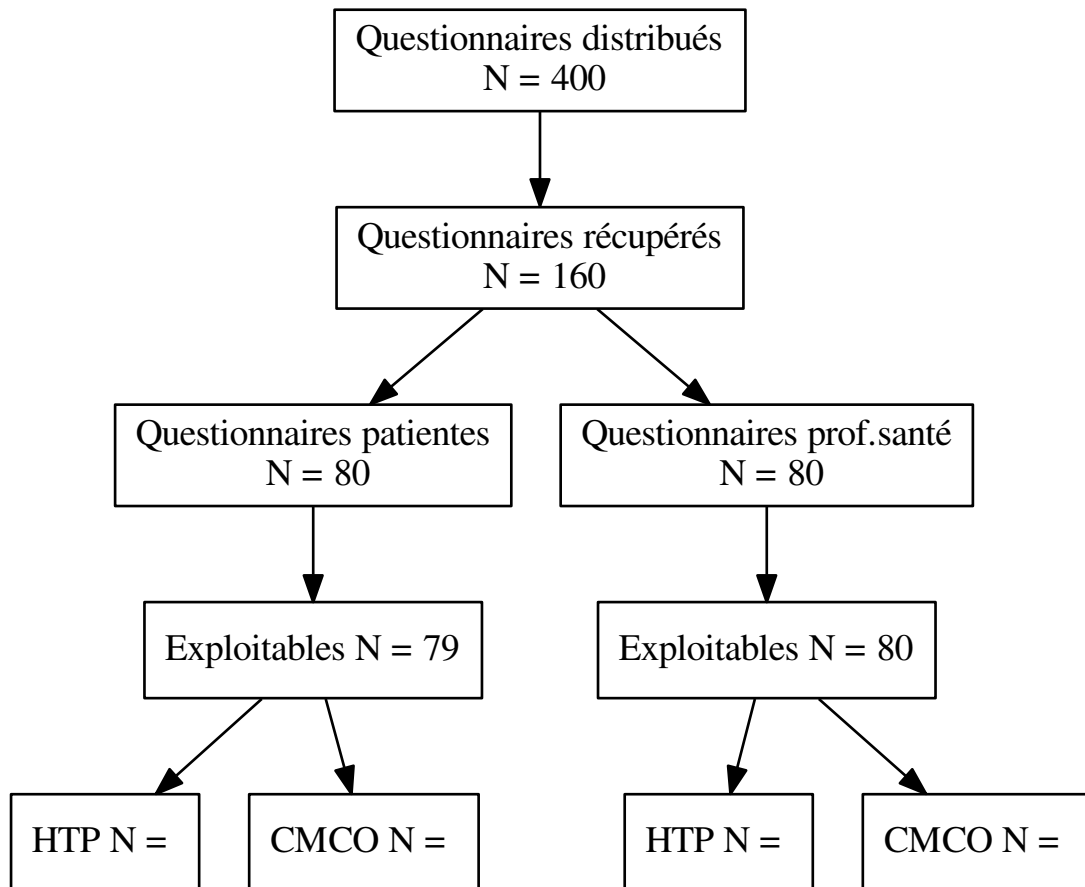 Questionnaires distribués
N = 400
Questionnaires récupérés
N = 160
Questionnaires patientes
N = 80
Questionnaires prof.santé
N = 80
Exploitables N = 79
Exploitables N = 80
HTP N =
CMCO N =
HTP N =
CMCO N =